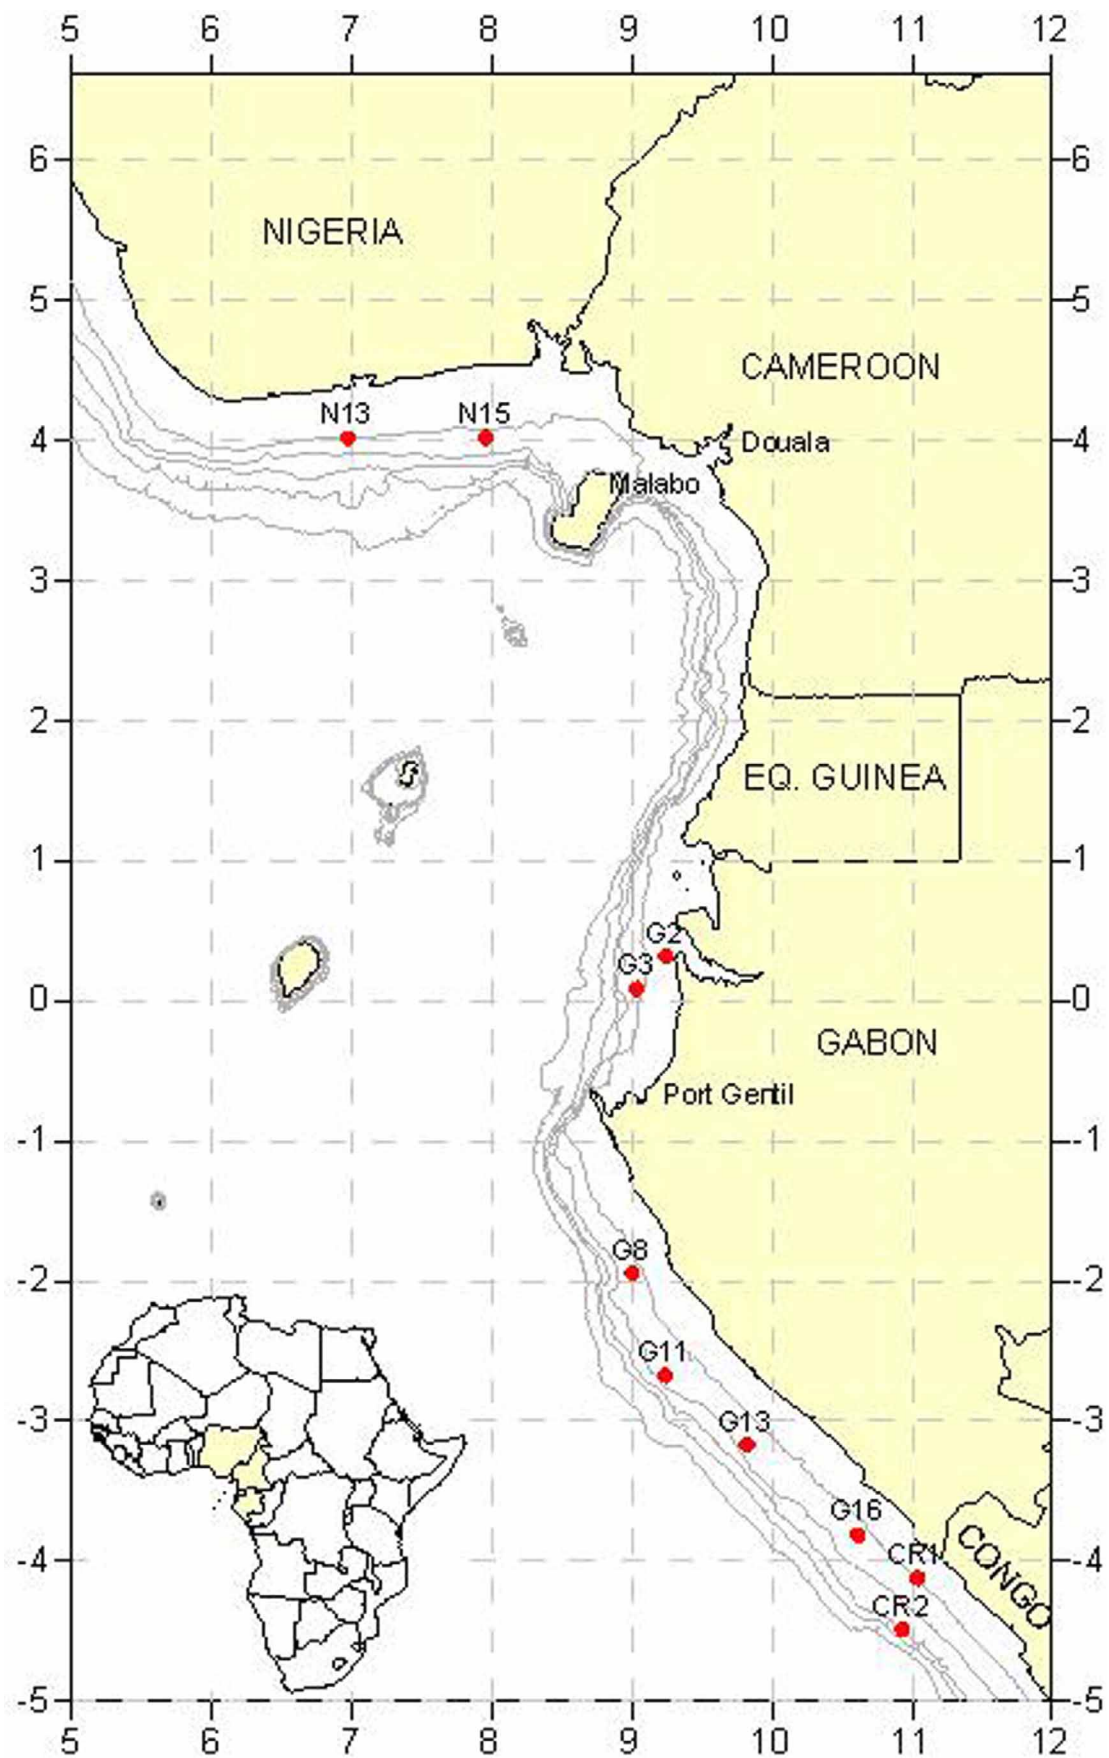 5 6 7 8 9 10 11 12
6 6
NIGERIA
5 5
CAMEROON
N13 N15
4 Douala 4
Malabo
3 3
2 2
EQ. GUINEA
1 1
G2
G3
0 0
GABON
Port Gentil
-1 -1
G8
-2 -2
G11
-3 -3
G13
G16
CR1
-4 CONGO -4
CR2
-5 -5
5 6 7 8 9 10 11 12